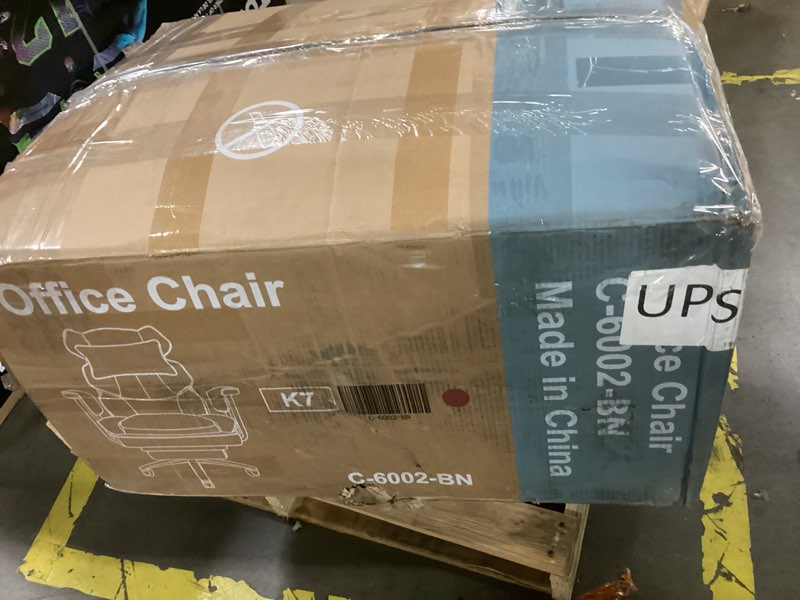 Office Chair
K7
C-6002-BN
C-6002-BN
UPS
ce Chair
C-6002-BN
Made in China